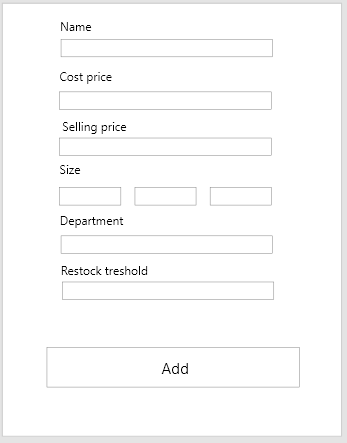 Name
Cost price
Selling price
Size
Department
Restock treshold
Add